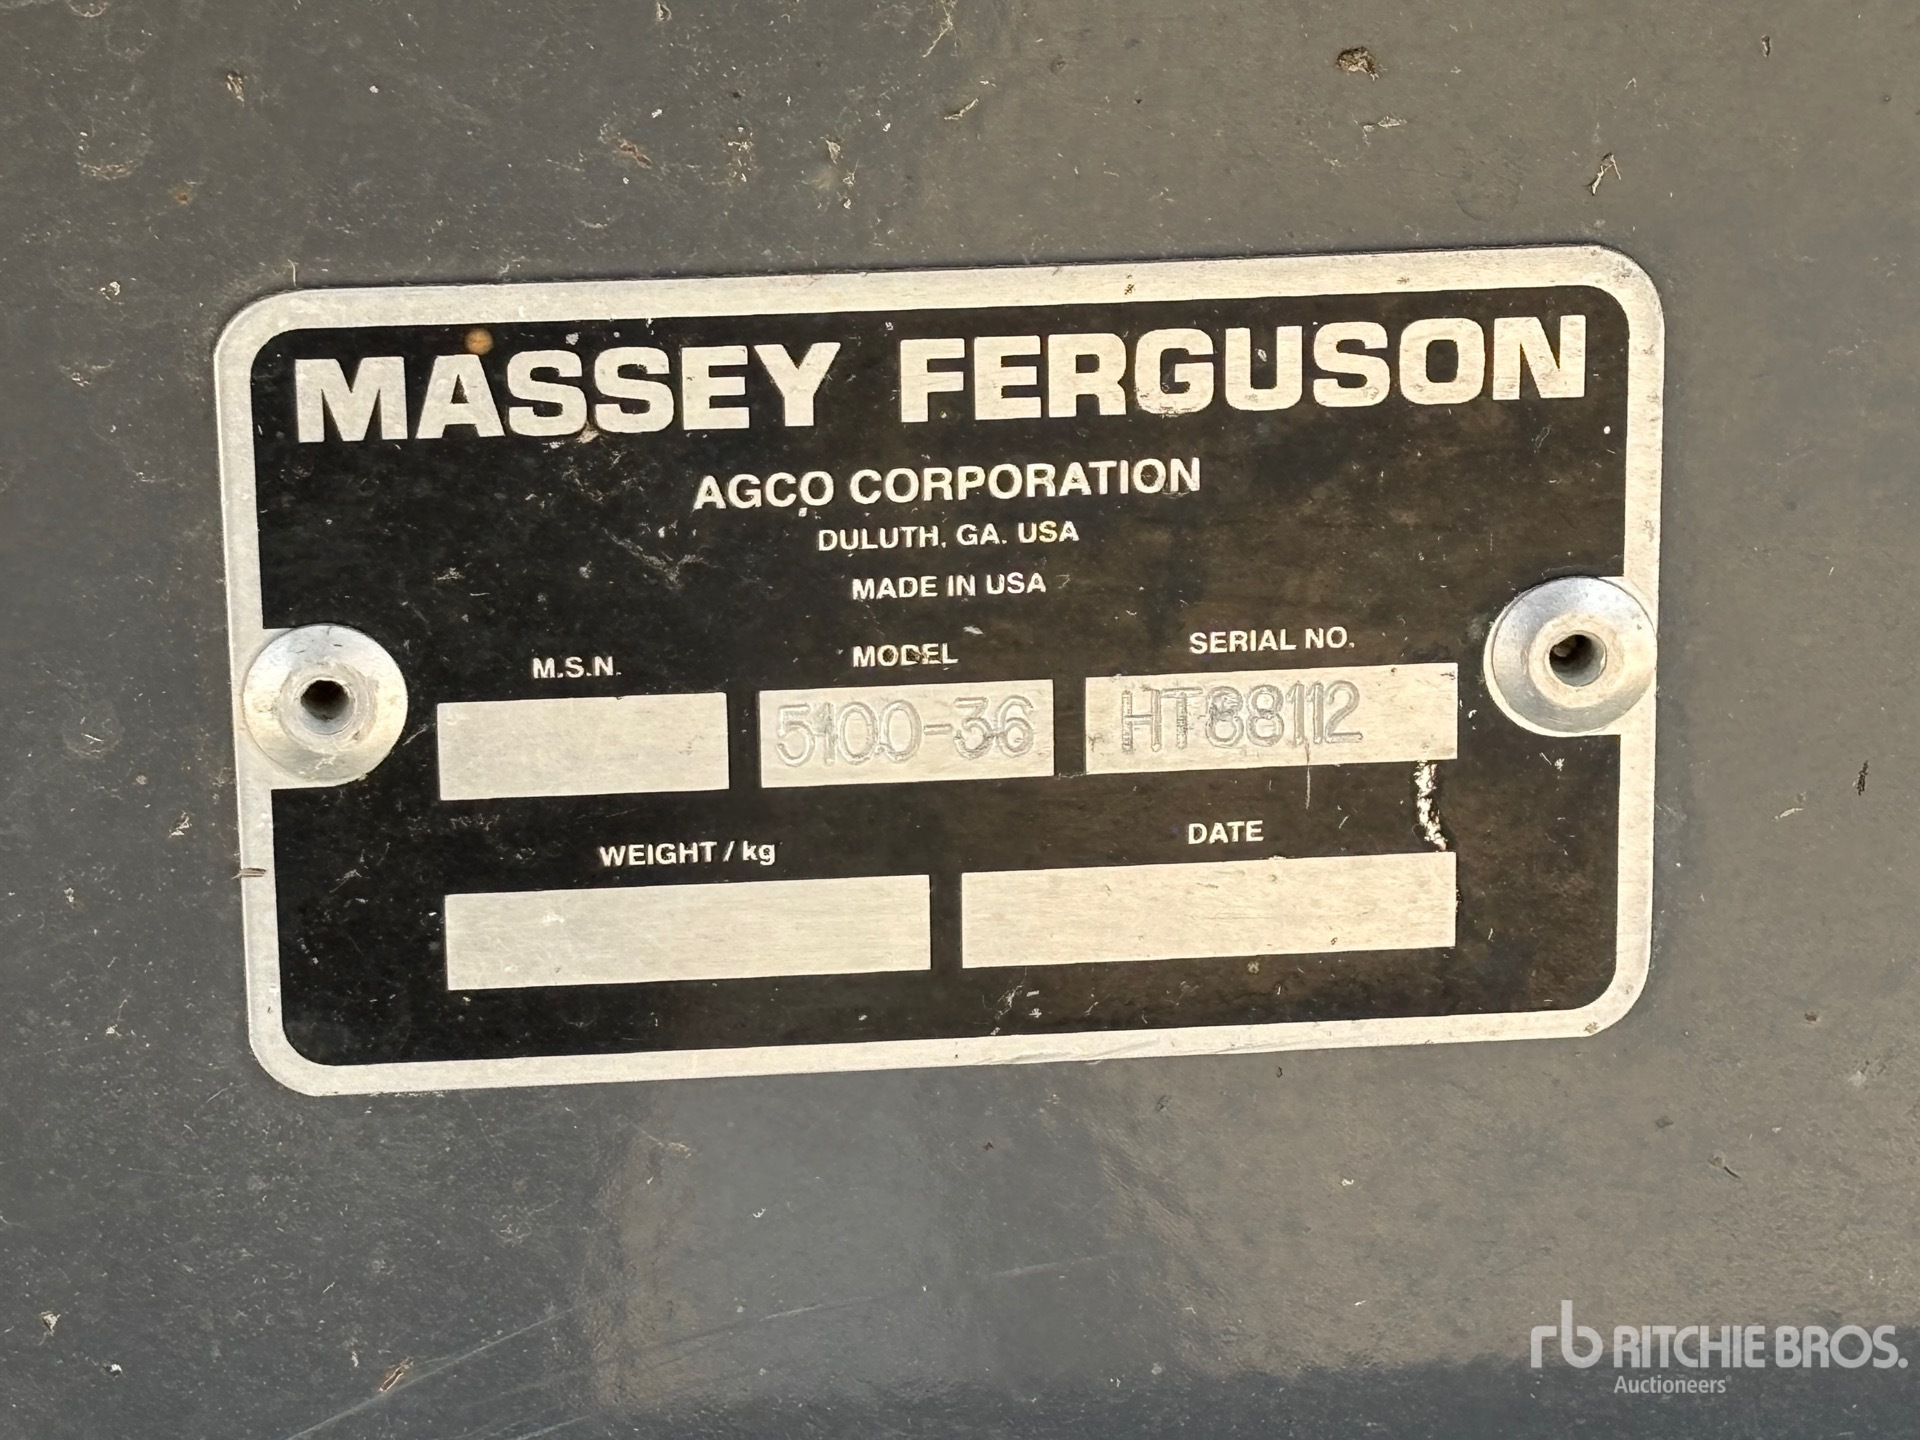 MASSEY FERGUSON
AGCO CORPORATION
DULUTH, GA. USA
MADE IN USA
M.S.N. MODEL SERIAL NO.
5100-36 HT88112
WEIGHT / kg DATE
rb RITCHIE BROS.
Auctioneers